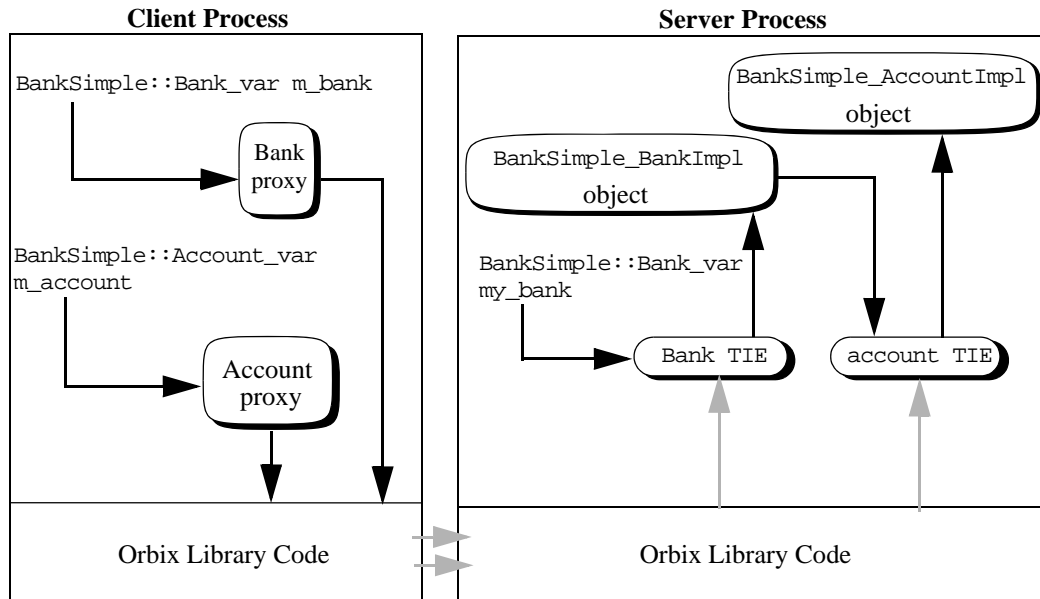 Client Process
BankSimple::Bank_var m_bank
Bank
proxy
BankSimple::Account_var
m_account
Account
proxy
Orbix Library Code
Server Process
BankSimple_AccountImpl
object
BankSimple_BankImpl
object
BankSimple::Bank_var
my_bank
Bank TIE
account TIE
Orbix Library Code